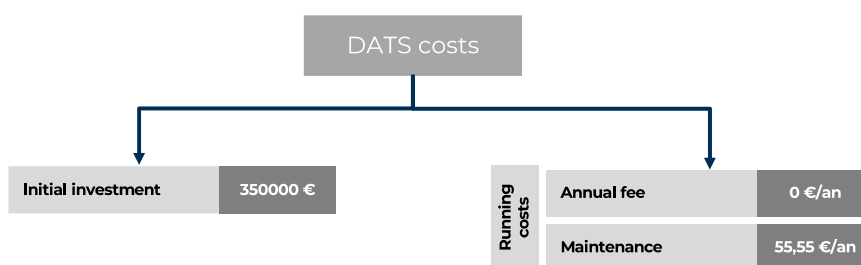 DATS costs
Initial investment 350000 €
Running
costs
Annual fee 0 €/an
Maintenance 55,55 €/an